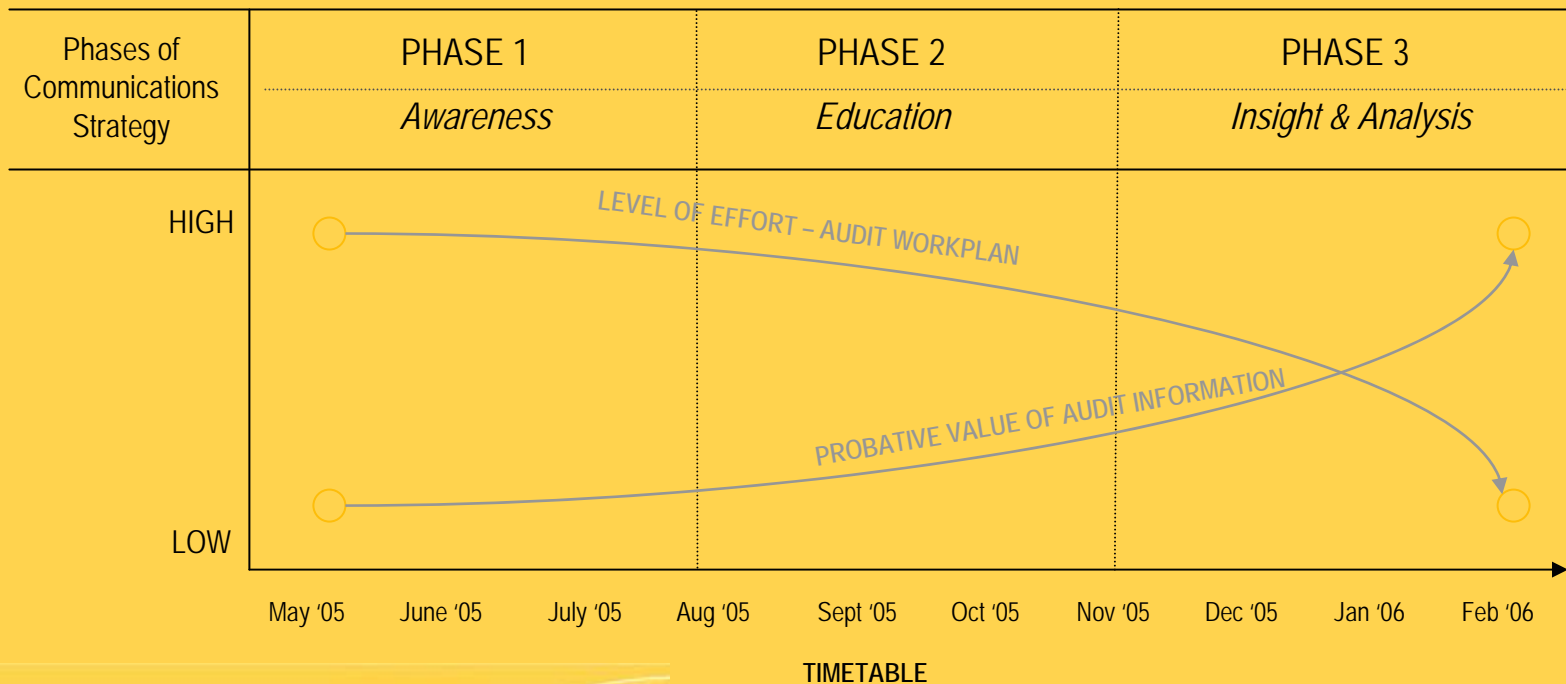 Phases of
Communications
Strategy
PHASE 1
Awareness
PHASE 2
Education
PHASE 3
Insight & Analysis
HIGH
LEVEL OF EFFORT – AUDIT WORKPLAN
PROBATIVE VALUE OF AUDIT INFORMATION
LOW
May ‘05 June ‘05 July ‘05 Aug ‘05 Sept ‘05 Oct ‘05 Nov ‘05 Dec ‘05 Jan ‘06 Feb ‘06
TIMETABLE